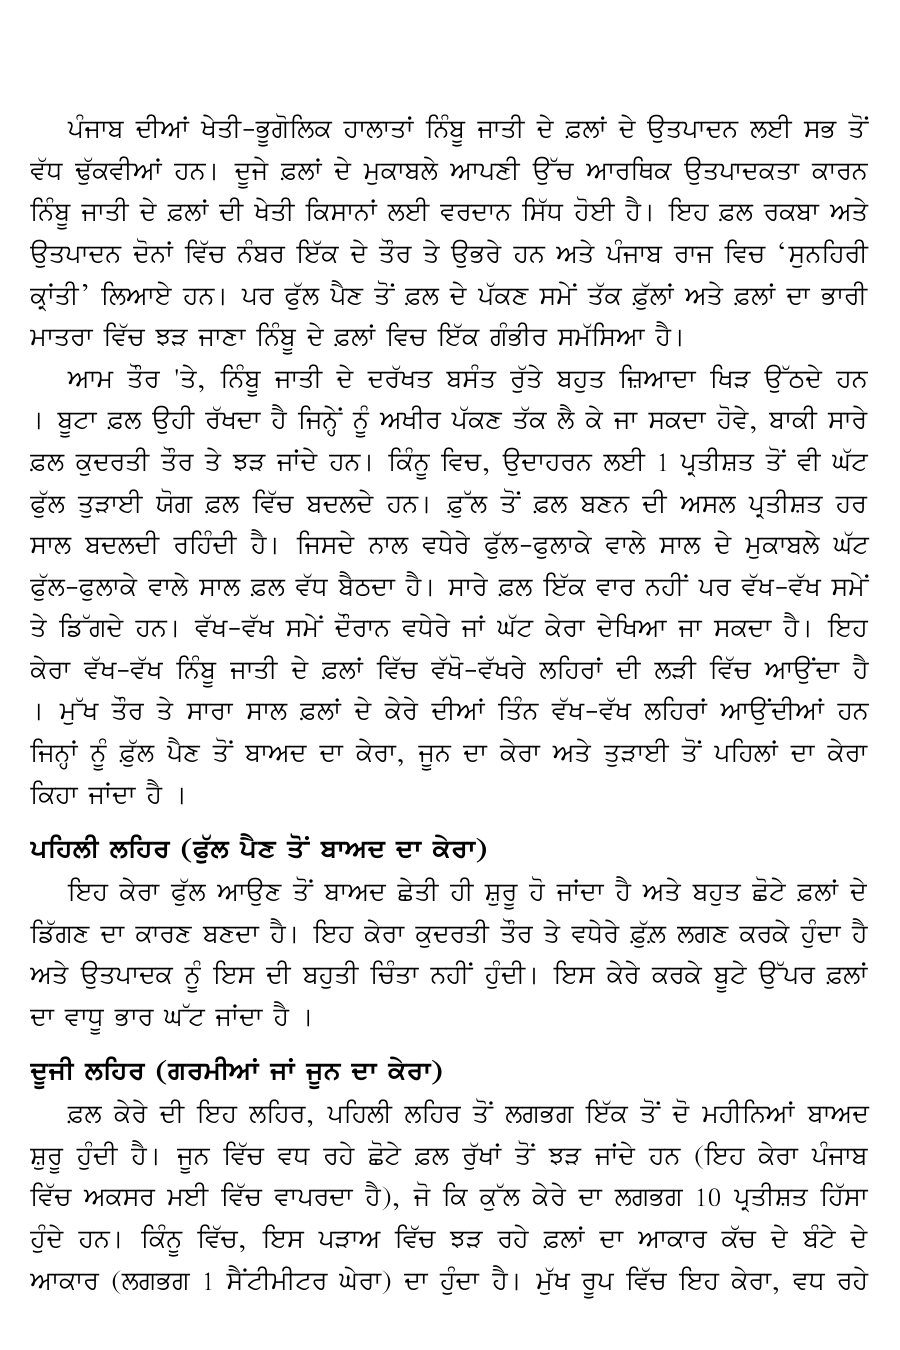 ਪੰਜਾਬ ਦੀਆਂ ਖੇਤੀ-ਭੂਗੋਲਿਕ ਹਾਲਾਤਾਂ ਨਿੰਬੂ ਜਾਤੀ ਦੇ ਫ਼ਲਾਂ ਦੇ ਉਤਪਾਦਨ ਲਈ ਸਭ ਤੋਂ
ਵੱਧ ਢੁੱਕਵੀਆਂ ਹਨ। ਦੂਜੇ ਫ਼ਲਾਂ ਦੇ ਮੁਕਾਬਲੇ ਆਪਣੀ ਉੱਚ ਆਰਥਿਕ ਉਤਪਾਦਕਤਾ ਕਾਰਨ
ਨਿੰਬੂ ਜਾਤੀ ਦੇ ਫ਼ਲਾਂ ਦੀ ਖੇਤੀ ਕਿਸਾਨਾਂ ਲਈ ਵਰਦਾਨ ਸਿੱਧ ਹੋਈ ਹੈ। ਇਹ ਫ਼ਲ ਰਕਬਾ ਅਤੇ
ਉਤਪਾਦਨ ਦੋਨਾਂ ਵਿੱਚ ਨੰਬਰ ਇੱਕ ਦੇ ਤੌਰ ਤੇ ਉਭਰੇ ਹਨ ਅਤੇ ਪੰਜਾਬ ਰਾਜ ਵਿਚ ‘ਸੁਨਹਿਰੀ
ਕ੍ਰਾਂਤੀ’ ਲਿਆਏ ਹਨ। ਪਰ ਫੁੱਲ ਪੈਣ ਤੋਂ ਫ਼ਲ ਦੇ ਪੱਕਣ ਸਮੇਂ ਤੱਕ ਫ਼ੁੱਲਾਂ ਅਤੇ ਫ਼ਲਾਂ ਦਾ ਭਾਰੀ
ਮਾਤਰਾ ਵਿੱਚ ਝੜ ਜਾਣਾ ਨਿੰਬੂ ਦੇ ਫ਼ਲਾਂ ਵਿਚ ਇੱਕ ਗੰਭੀਰ ਸਮੱਸਿਆ ਹੈ।
ਆਮ ਤੌਰ 'ਤੇ, ਨਿੰਬੂ ਜਾਤੀ ਦੇ ਦਰੱਖਤ ਬਸੰਤ ਰੁੱਤੇ ਬਹੁਤ ਜ਼ਿਆਦਾ ਖਿੜ ਉੱਠਦੇ ਹਨ
। ਬੂਟਾ ਫ਼ਲ ਉਹੀ ਰੱਖਦਾ ਹੈ ਜਿਨ੍ਹੇਂ ਨੂੰ ਅਖੀਰ ਪੱਕਣ ਤੱਕ ਲੈ ਕੇ ਜਾ ਸਕਦਾ ਹੋਵੇ, ਬਾਕੀ ਸਾਰੇ
ਫ਼ਲ ਕੁਦਰਤੀ ਤੌਰ ਤੇ ਝੜ ਜਾਂਦੇ ਹਨ। ਕਿੰਨੂ ਵਿਚ, ਉਦਾਹਰਨ ਲਈ 1 ਪ੍ਰਤੀਸ਼ਤ ਤੋਂ ਵੀ ਘੱਟ
ਫੁੱਲ ਤੁੜਾਈ ਯੋਗ ਫ਼ਲ ਵਿੱਚ ਬਦਲਦੇ ਹਨ। ਫ਼ੁੱਲ ਤੋਂ ਫ਼ਲ ਬਣਨ ਦੀ ਅਸਲ ਪ੍ਰਤੀਸ਼ਤ ਹਰ
ਸਾਲ ਬਦਲਦੀ ਰਹਿੰਦੀ ਹੈ। ਜਿਸਦੇ ਨਾਲ ਵਧੇਰੇ ਫੁੱਲ-ਫੁਲਾਕੇ ਵਾਲੇ ਸਾਲ ਦੇ ਮੁਕਾਬਲੇ ਘੱਟ
ਫੁੱਲ-ਫੁਲਾਕੇ ਵਾਲੇ ਸਾਲ ਫ਼ਲ ਵੱਧ ਬੈਠਦਾ ਹੈ। ਸਾਰੇ ਫ਼ਲ ਇੱਕ ਵਾਰ ਨਹੀਂ ਪਰ ਵੱਖ-ਵੱਖ ਸਮੇਂ
ਤੇ ਡਿੱਗਦੇ ਹਨ। ਵੱਖ-ਵੱਖ ਸਮੇਂ ਦੌਰਾਨ ਵਧੇਰੇ ਜਾਂ ਘੱਟ ਕੇਰਾ ਦੇਖਿਆ ਜਾ ਸਕਦਾ ਹੈ। ਇਹ
ਕੇਰਾ ਵੱਖ-ਵੱਖ ਨਿੰਬੂ ਜਾਤੀ ਦੇ ਫ਼ਲਾਂ ਵਿੱਚ ਵੱਖੋ-ਵੱਖਰੇ ਲਹਿਰਾਂ ਦੀ ਲੜੀ ਵਿੱਚ ਆਉਂਦਾ ਹੈ
। ਮੁੱਖ ਤੌਰ ਤੇ ਸਾਰਾ ਸਾਲ ਫ਼ਲਾਂ ਦੇ ਕੇਰੇ ਦੀਆਂ ਤਿੰਨ ਵੱਖ-ਵੱਖ ਲਹਿਰਾਂ ਆਉਂਦੀਆਂ ਹਨ
ਜਿਨ੍ਹਾਂ ਨੂੰ ਫ਼ੁੱਲ ਪੈਣ ਤੋਂ ਬਾਅਦ ਦਾ ਕੇਰਾ, ਜੂਨ ਦਾ ਕੇਰਾ ਅਤੇ ਤੁੜਾਈ ਤੋਂ ਪਹਿਲਾਂ ਦਾ ਕੇਰਾ
ਕਿਹਾ ਜਾਂਦਾ ਹੈ ।
ਪਹਿਲੀ ਲਹਿਰ (ਫੁੱਲ ਪੈਣ ਤੋਂ ਬਾਅਦ ਦਾ ਕੇਰਾ)
ਇਹ ਕੇਰਾ ਫੁੱਲ ਆਉਣ ਤੋਂ ਬਾਅਦ ਛੇਤੀ ਹੀ ਸ਼ੁਰੂ ਹੋ ਜਾਂਦਾ ਹੈ ਅਤੇ ਬਹੁਤ ਛੋਟੇ ਫ਼ਲਾਂ ਦੇ
ਡਿੱਗਣ ਦਾ ਕਾਰਣ ਬਣਦਾ ਹੈ। ਇਹ ਕੇਰਾ ਕੁਦਰਤੀ ਤੌਰ ਤੇ ਵਧੇਰੇ ਫ਼ੁੱਲ ਲਗਣ ਕਰਕੇ ਹੁੰਦਾ ਹੈ
ਅਤੇ ਉਤਪਾਦਕ ਨੂੰ ਇਸ ਦੀ ਬਹੁਤੀ ਚਿੰਤਾ ਨਹੀਂ ਹੁੰਦੀ। ਇਸ ਕੇਰੇ ਕਰਕੇ ਬੂਟੇ ਉੱਪਰ ਫ਼ਲਾਂ
ਦਾ ਵਾਧੂ ਭਾਰ ਘੱਟ ਜਾਂਦਾ ਹੈ ।
ਦੂਜੀ ਲਹਿਰ (ਗਰਮੀਆਂ ਜਾਂ ਜੂਨ ਦਾ ਕੇਰਾ)
ਫ਼ਲ ਕੇਰੇ ਦੀ ਇਹ ਲਹਿਰ, ਪਹਿਲੀ ਲਹਿਰ ਤੋਂ ਲਗਭਗ ਇੱਕ ਤੋਂ ਦੋ ਮਹੀਨਿਆਂ ਬਾਅਦ
ਸ਼ੁਰੂ ਹੁੰਦੀ ਹੈ। ਜੂਨ ਵਿੱਚ ਵਧ ਰਹੇ ਛੋਟੇ ਫ਼ਲ ਰੁੱਖਾਂ ਤੋਂ ਝੜ ਜਾਂਦੇ ਹਨ (ਇਹ ਕੇਰਾ ਪੰਜਾਬ
ਵਿੱਚ ਅਕਸਰ ਮਈ ਵਿੱਚ ਵਾਪਰਦਾ ਹੈ), ਜੋ ਕਿ ਕੁੱਲ ਕੇਰੇ ਦਾ ਲਗਭਗ 10 ਪ੍ਰਤੀਸ਼ਤ ਹਿੱਸਾ
ਹੁੰਦੇ ਹਨ। ਕਿੰਨੂ ਵਿੱਚ, ਇਸ ਪੜਾਅ ਵਿੱਚ ਝੜ ਰਹੇ ਫ਼ਲਾਂ ਦਾ ਆਕਾਰ ਕੱਚ ਦੇ ਬੰਟੇ ਦੇ
ਆਕਾਰ (ਲਗਭਗ 1 ਸੈਂਟੀਮੀਟਰ ਘੇਰਾ) ਦਾ ਹੁੰਦਾ ਹੈ। ਮੁੱਖ ਰੂਪ ਵਿੱਚ ਇਹ ਕੇਰਾ, ਵਧ ਰਹੇ